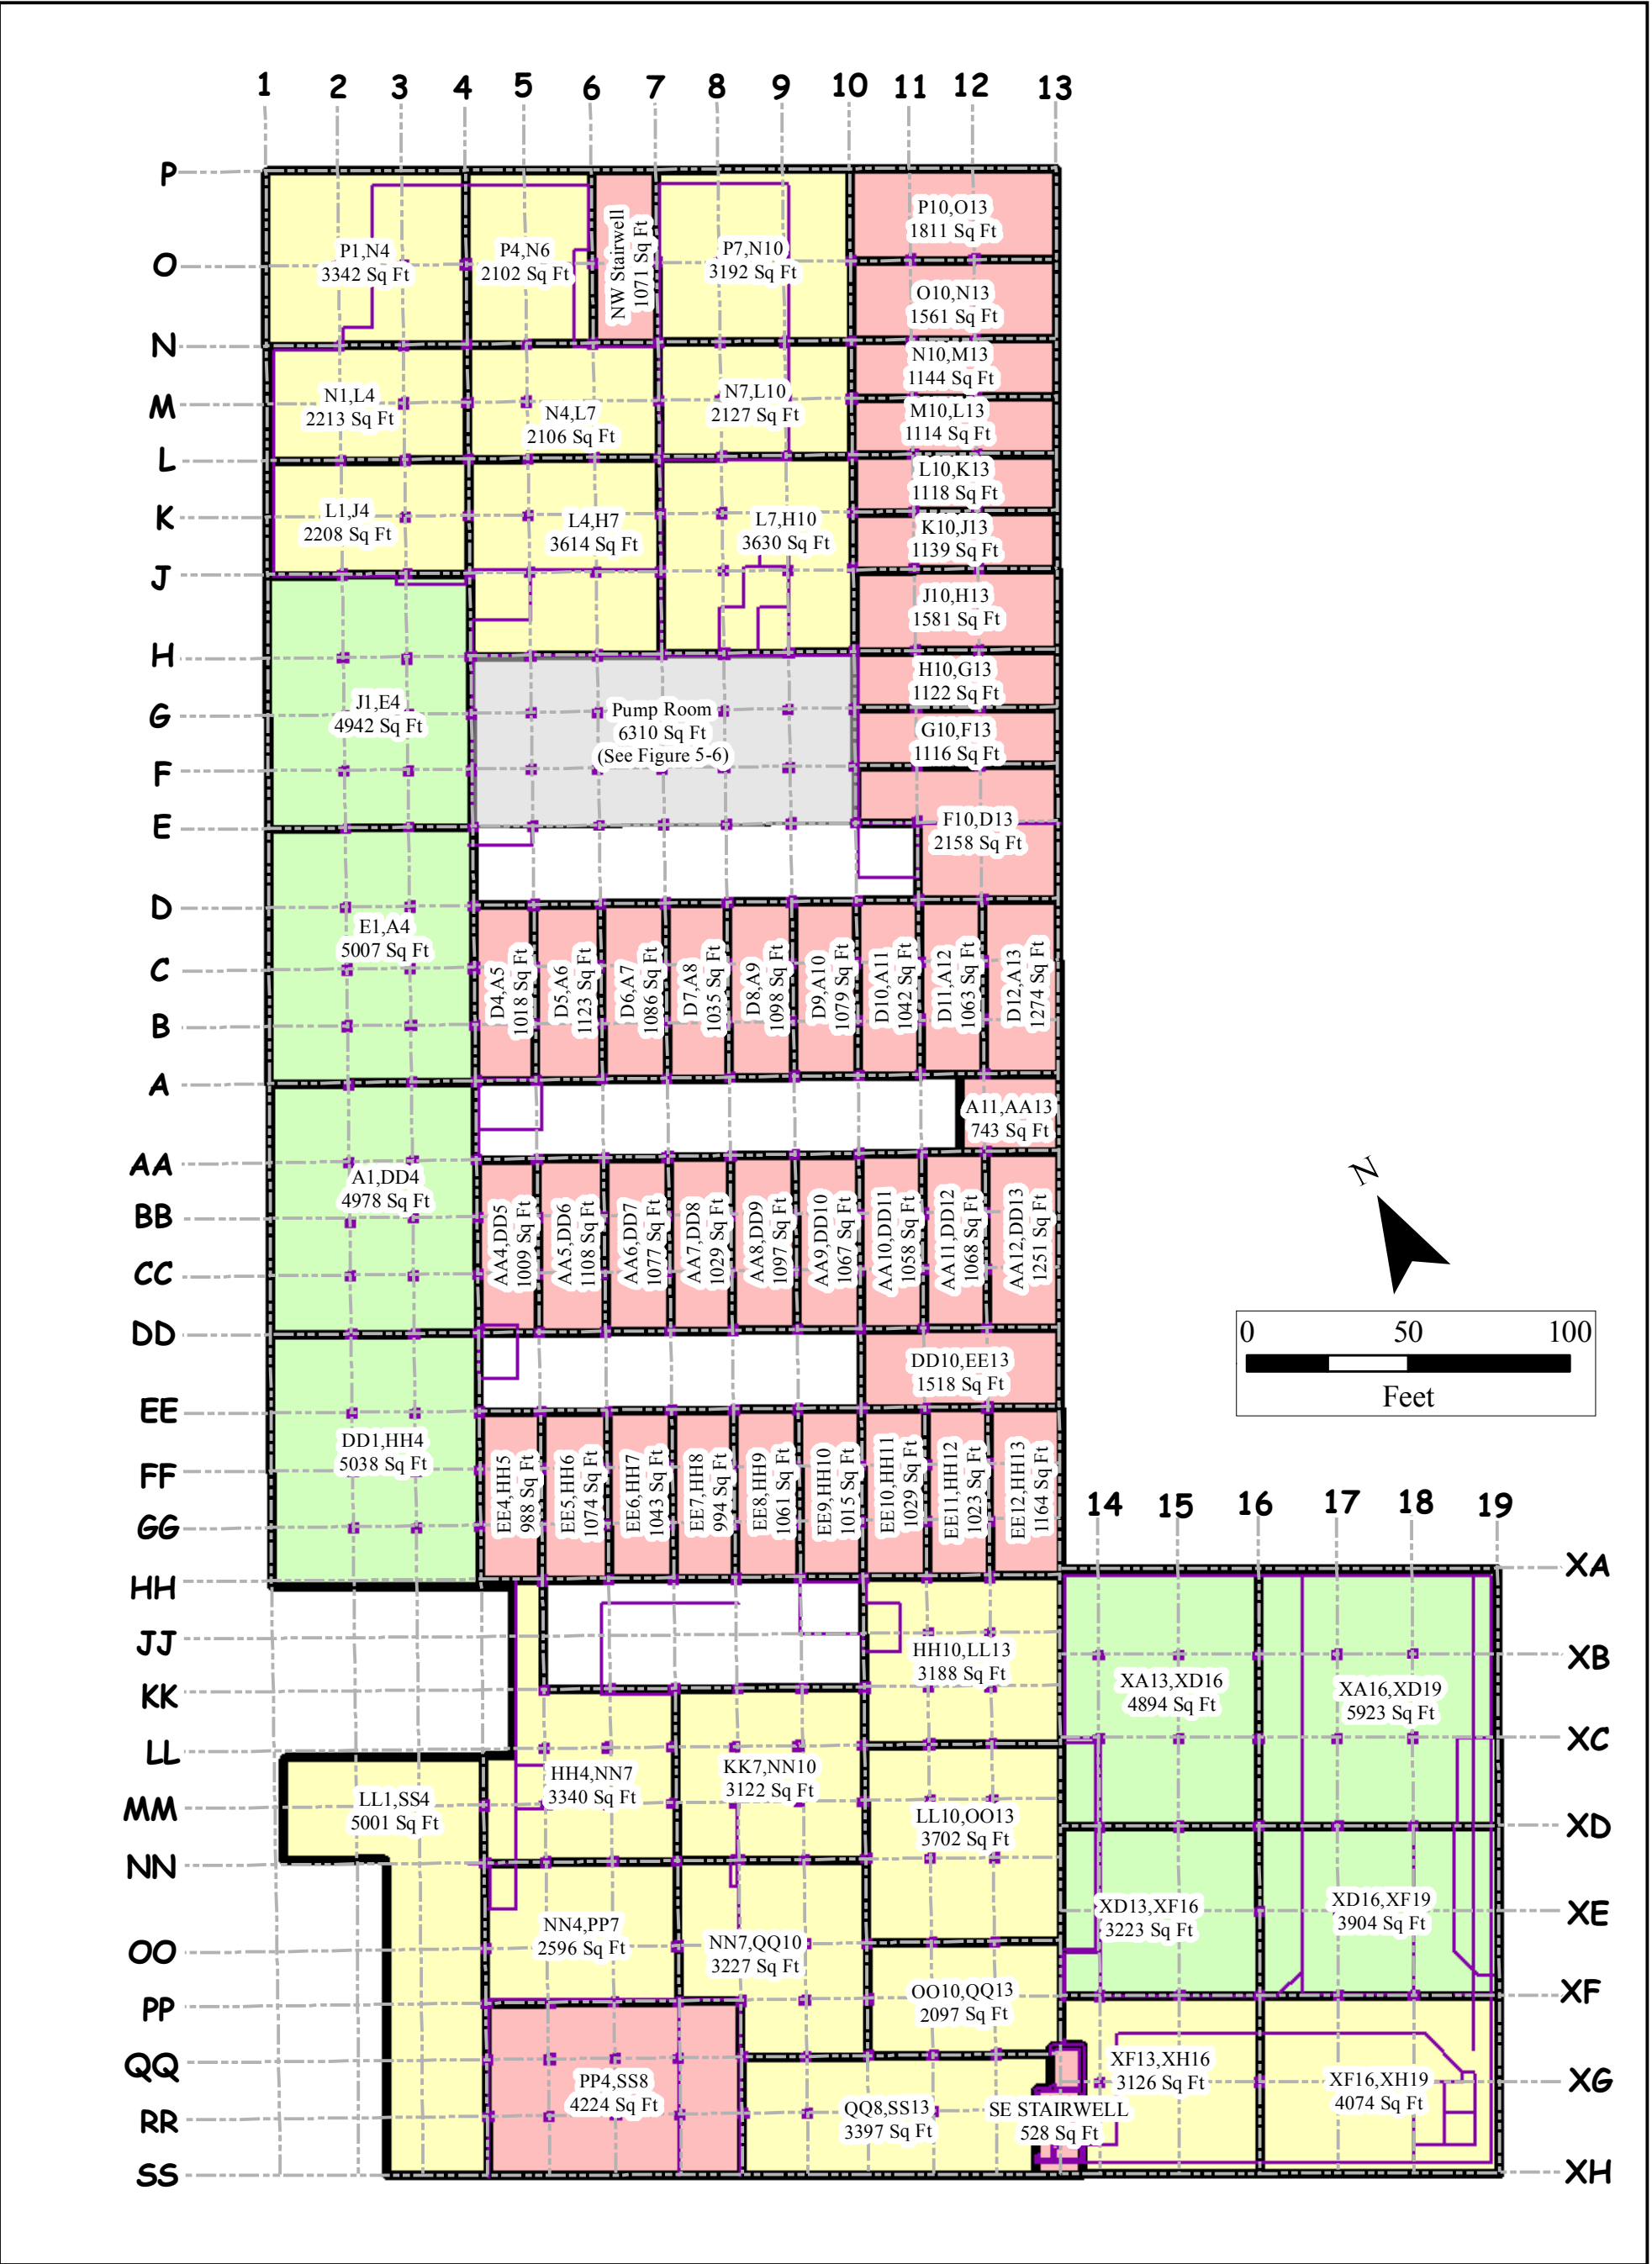 1 2 3 4 5 6 7 8 9 10 11 12 13
P
P10,O13
1811 Sq Ft
P1,N4
3342 Sq Ft
P4,N6
2102 Sq Ft
NW Stairwell
1071 Sq Ft
P7,N10
3192 Sq Ft
O
O10,N13
1561 Sq Ft
N
N10,M13
1144 Sq Ft
N1,L4
2213 Sq Ft
N4,L7
2106 Sq Ft
N7,L10
2127 Sq Ft
M
M10,L13
1114 Sq Ft
L
L10,K13
1118 Sq Ft
L1,J4
2208 Sq Ft
L4,H7
3614 Sq Ft
L7,H10
3630 Sq Ft
K
K10,J13
1139 Sq Ft
J
J10,H13
1581 Sq Ft
H
H10,G13
1122 Sq Ft
J1,E4
4942 Sq Ft
Pump Room
6310 Sq Ft
(See Figure 5-6)
G
G10,F13
1116 Sq Ft
F
E
F10,D13
2158 Sq Ft
D
E1,A4
5007 Sq Ft
C
D4,A5
1018 Sq Ft
D5,A6
1123 Sq Ft
D6,A7
1086 Sq Ft
D7,A8
1035 Sq Ft
D8,A9
1098 Sq Ft
D9,A10
1079 Sq Ft
D10,A11
1042 Sq Ft
D11,A12
1063 Sq Ft
D12,A13
1274 Sq Ft
B
A
A11,AA13
743 Sq Ft
AA
A1,DD4
4978 Sq Ft
BB
AA4,DD5
1009 Sq Ft
AA5,DD6
1108 Sq Ft
AA6,DD7
1077 Sq Ft
AA7,DD8
1029 Sq Ft
AA8,DD9
1097 Sq Ft
AA9,DD10
1067 Sq Ft
AA10,DD11
1058 Sq Ft
AA11,DD12
1068 Sq Ft
AA12,DD13
1251 Sq Ft
N
CC
DD
0 50 100
Feet
DD10,EE13
1518 Sq Ft
EE
DD1,HH4
5038 Sq Ft
FF
EE4,HH5
988 Sq Ft
EE5,HH6
1074 Sq Ft
EE6,HH7
1043 Sq Ft
EE7,HH8
994 Sq Ft
EE8,HH9
1061 Sq Ft
EE9,HH10
1015 Sq Ft
EE10,HH11
1029 Sq Ft
EE11,HH12
1023 Sq Ft
EE12,HH13
1164 Sq Ft
GG
14 15 16 17 18 19
HH
XA
JJ
HH10,LL13
3188 Sq Ft
XB
XA13,XD16
4894 Sq Ft
XA16,XD19
5923 Sq Ft
KK
LL
XC
HH4,NN7
3340 Sq Ft
KK7,NN10
3122 Sq Ft
MM
LL1,SS4
5001 Sq Ft
LL10,OO13
3702 Sq Ft
XD
NN
XD13,XF16
3223 Sq Ft
XD16,XF19
3904 Sq Ft
XE
NN4,PP7
2596 Sq Ft
NN7,QQ10
3227 Sq Ft
OO
OO10,QQ13
2097 Sq Ft
PP
XF
QQ
PP4,SS8
4224 Sq Ft
XF13,XH16
3126 Sq Ft
XF16,XH19
4074 Sq Ft
XG
RR
QQ8,SS13
3397 Sq Ft
SE STAIRWELL
528 Sq Ft
SS
XH